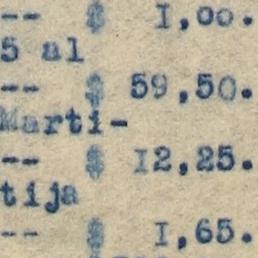 -- $ I,oo.
5 al
-- $ 59,50.
Marti-
-- $ I2,25.
tija
-- $ I,65.